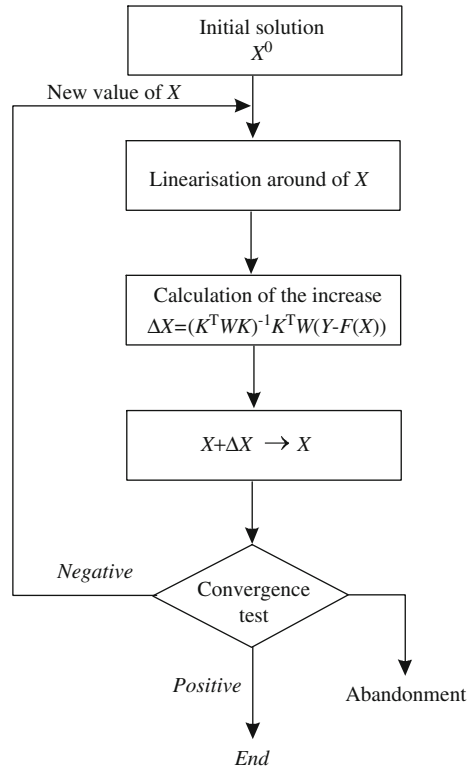 Initial solution
X⁰
New value of X
Linearisation around of X
Calculation of the increase
ΔX=(KᵀWK)⁻¹KᵀW(Y-F(X))
X+ΔX → X
Negative
Convergence
test
Positive
Abandonment
End